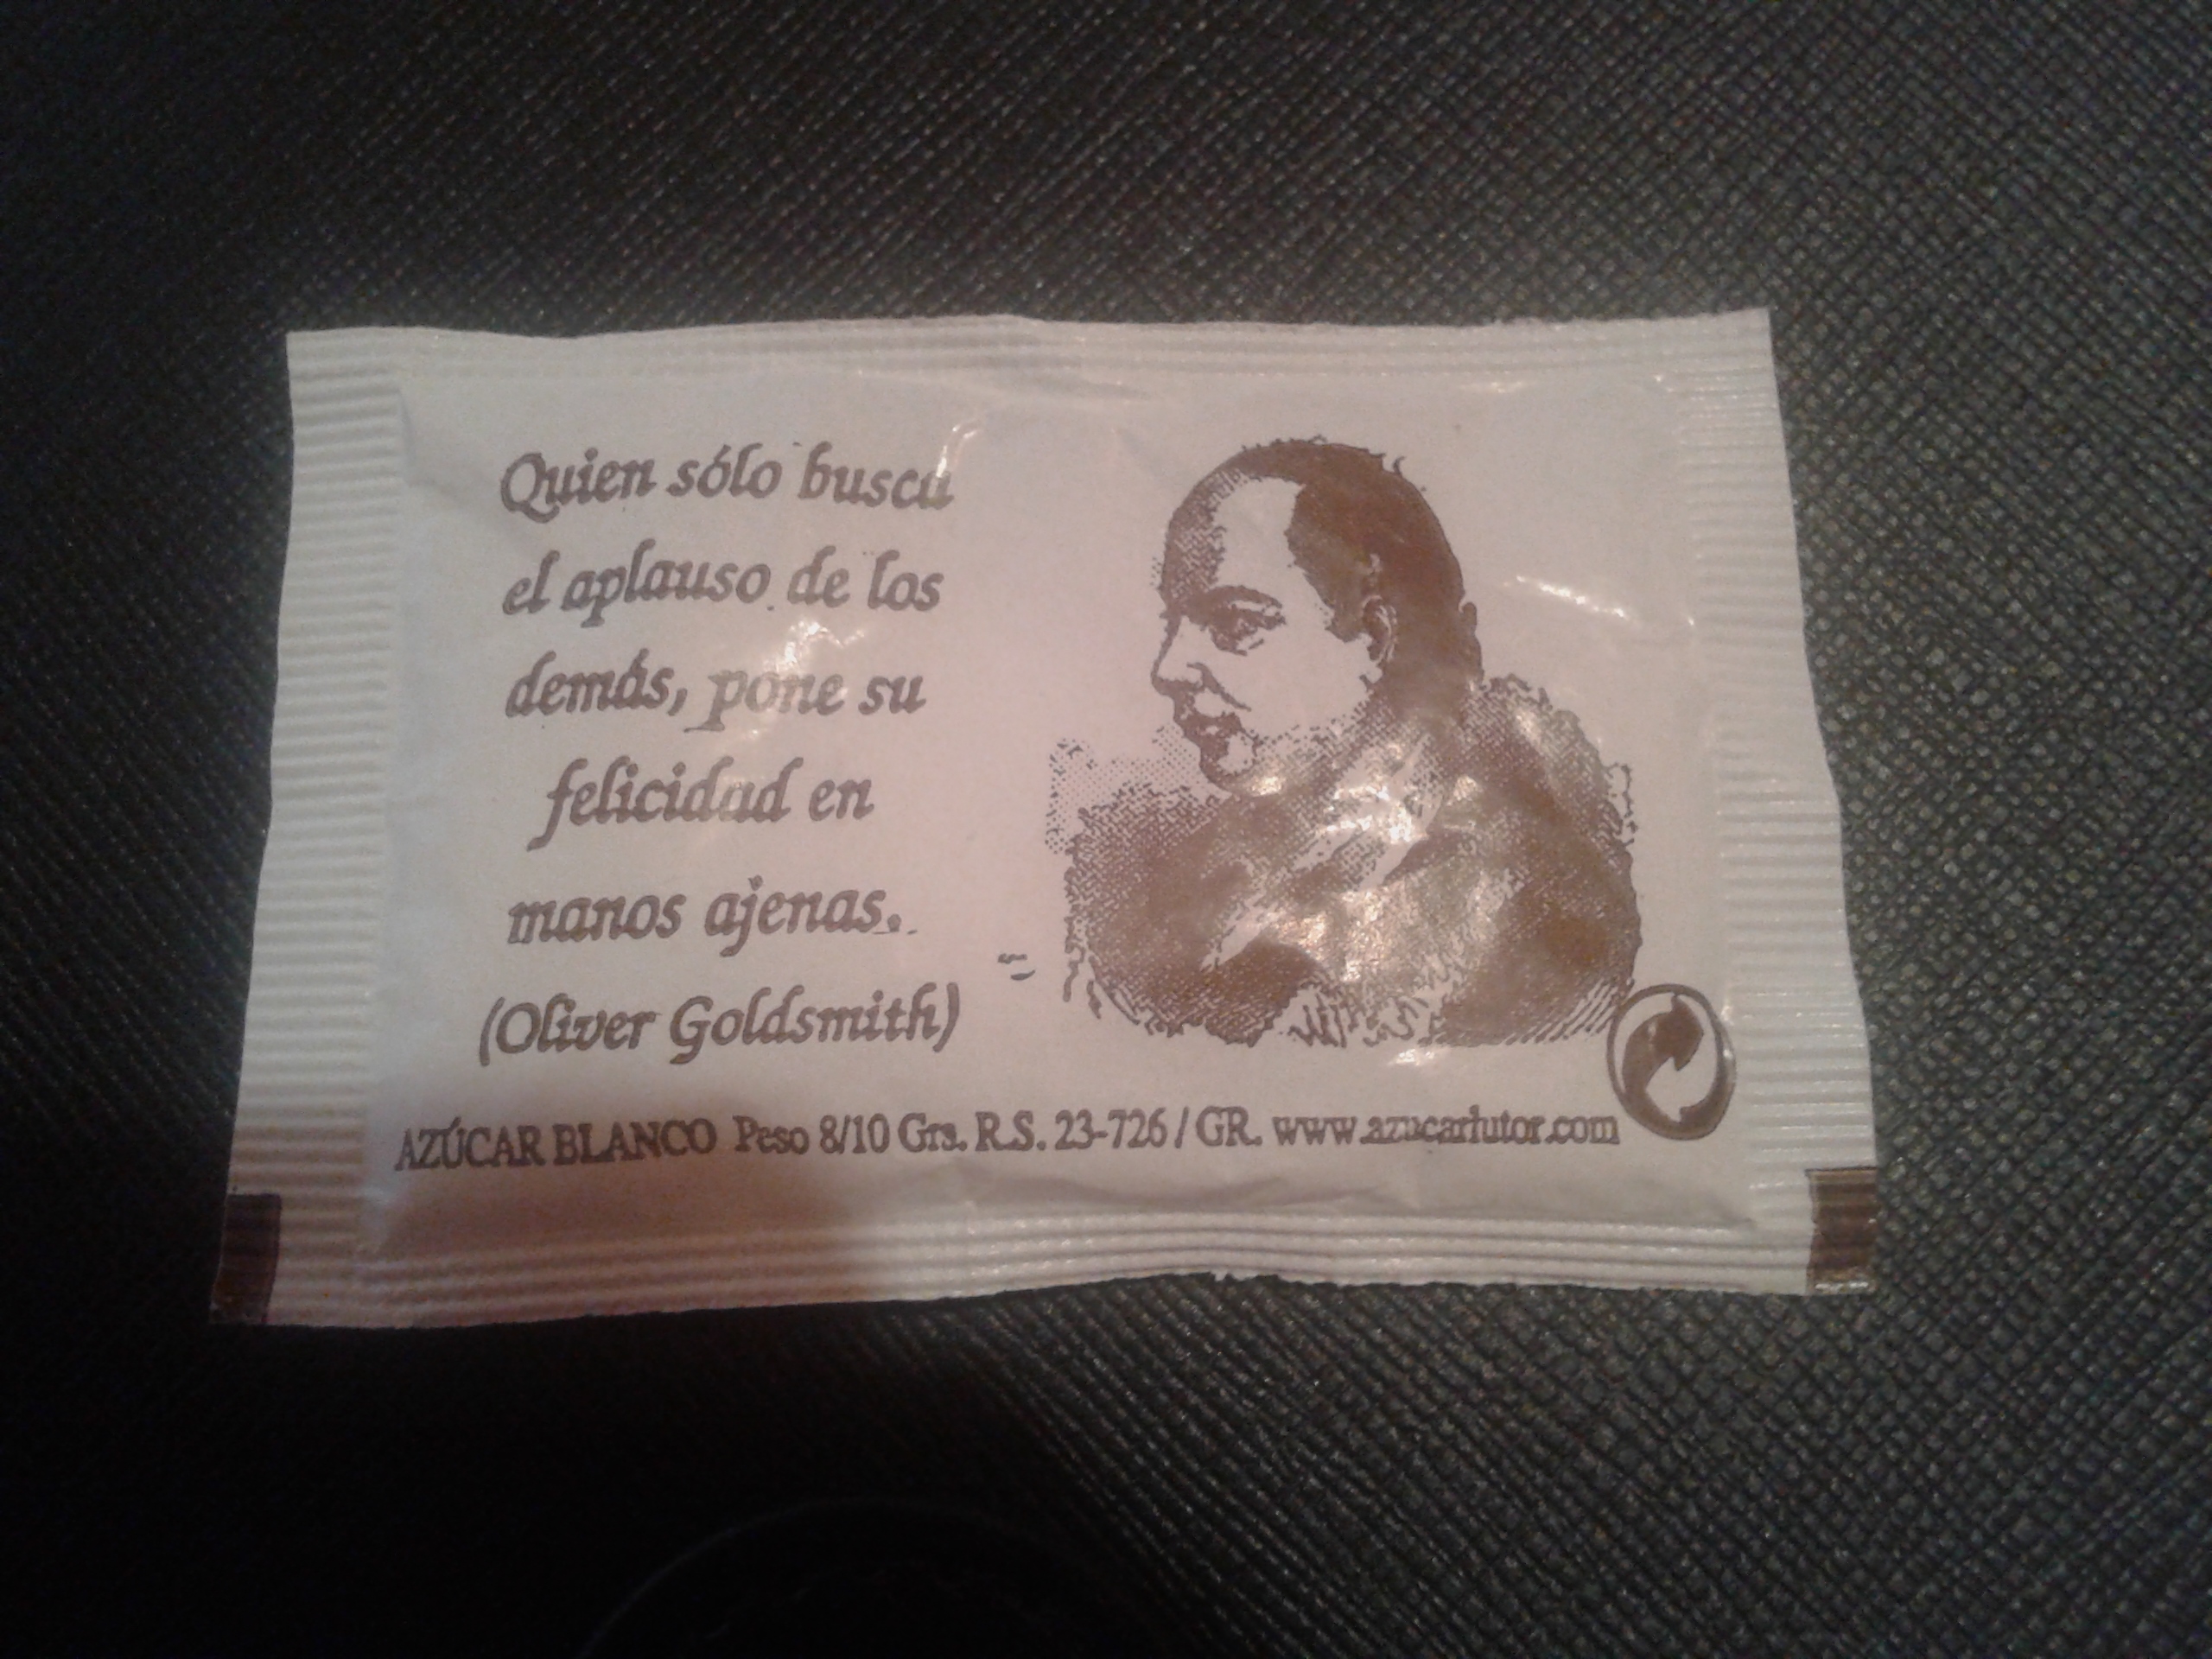 Quien sólo busca
el aplauso de los
demás, pone su
felicidad en
manos ajenas.
(Oliver Goldsmith)
AZÚCAR BLANCO Peso 8/10 Grs. R.S. 23-726 / GR. www.azucarlutor.com